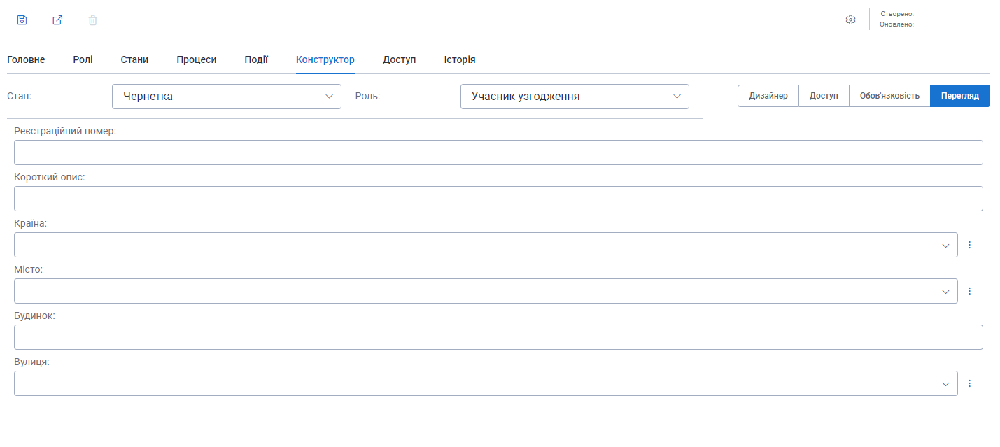 Створено:
Оновлено:
Головне Ролі Стани Процеси Події Конструктор Доступ Історія
Стан: Чернетка Роль: Учасник узгодження Дизайнер Доступ Обов'язковість Перегляд
Реєстраційний номер:
Короткий опис:
Країна:
Місто:
Будинок:
Вулиця: